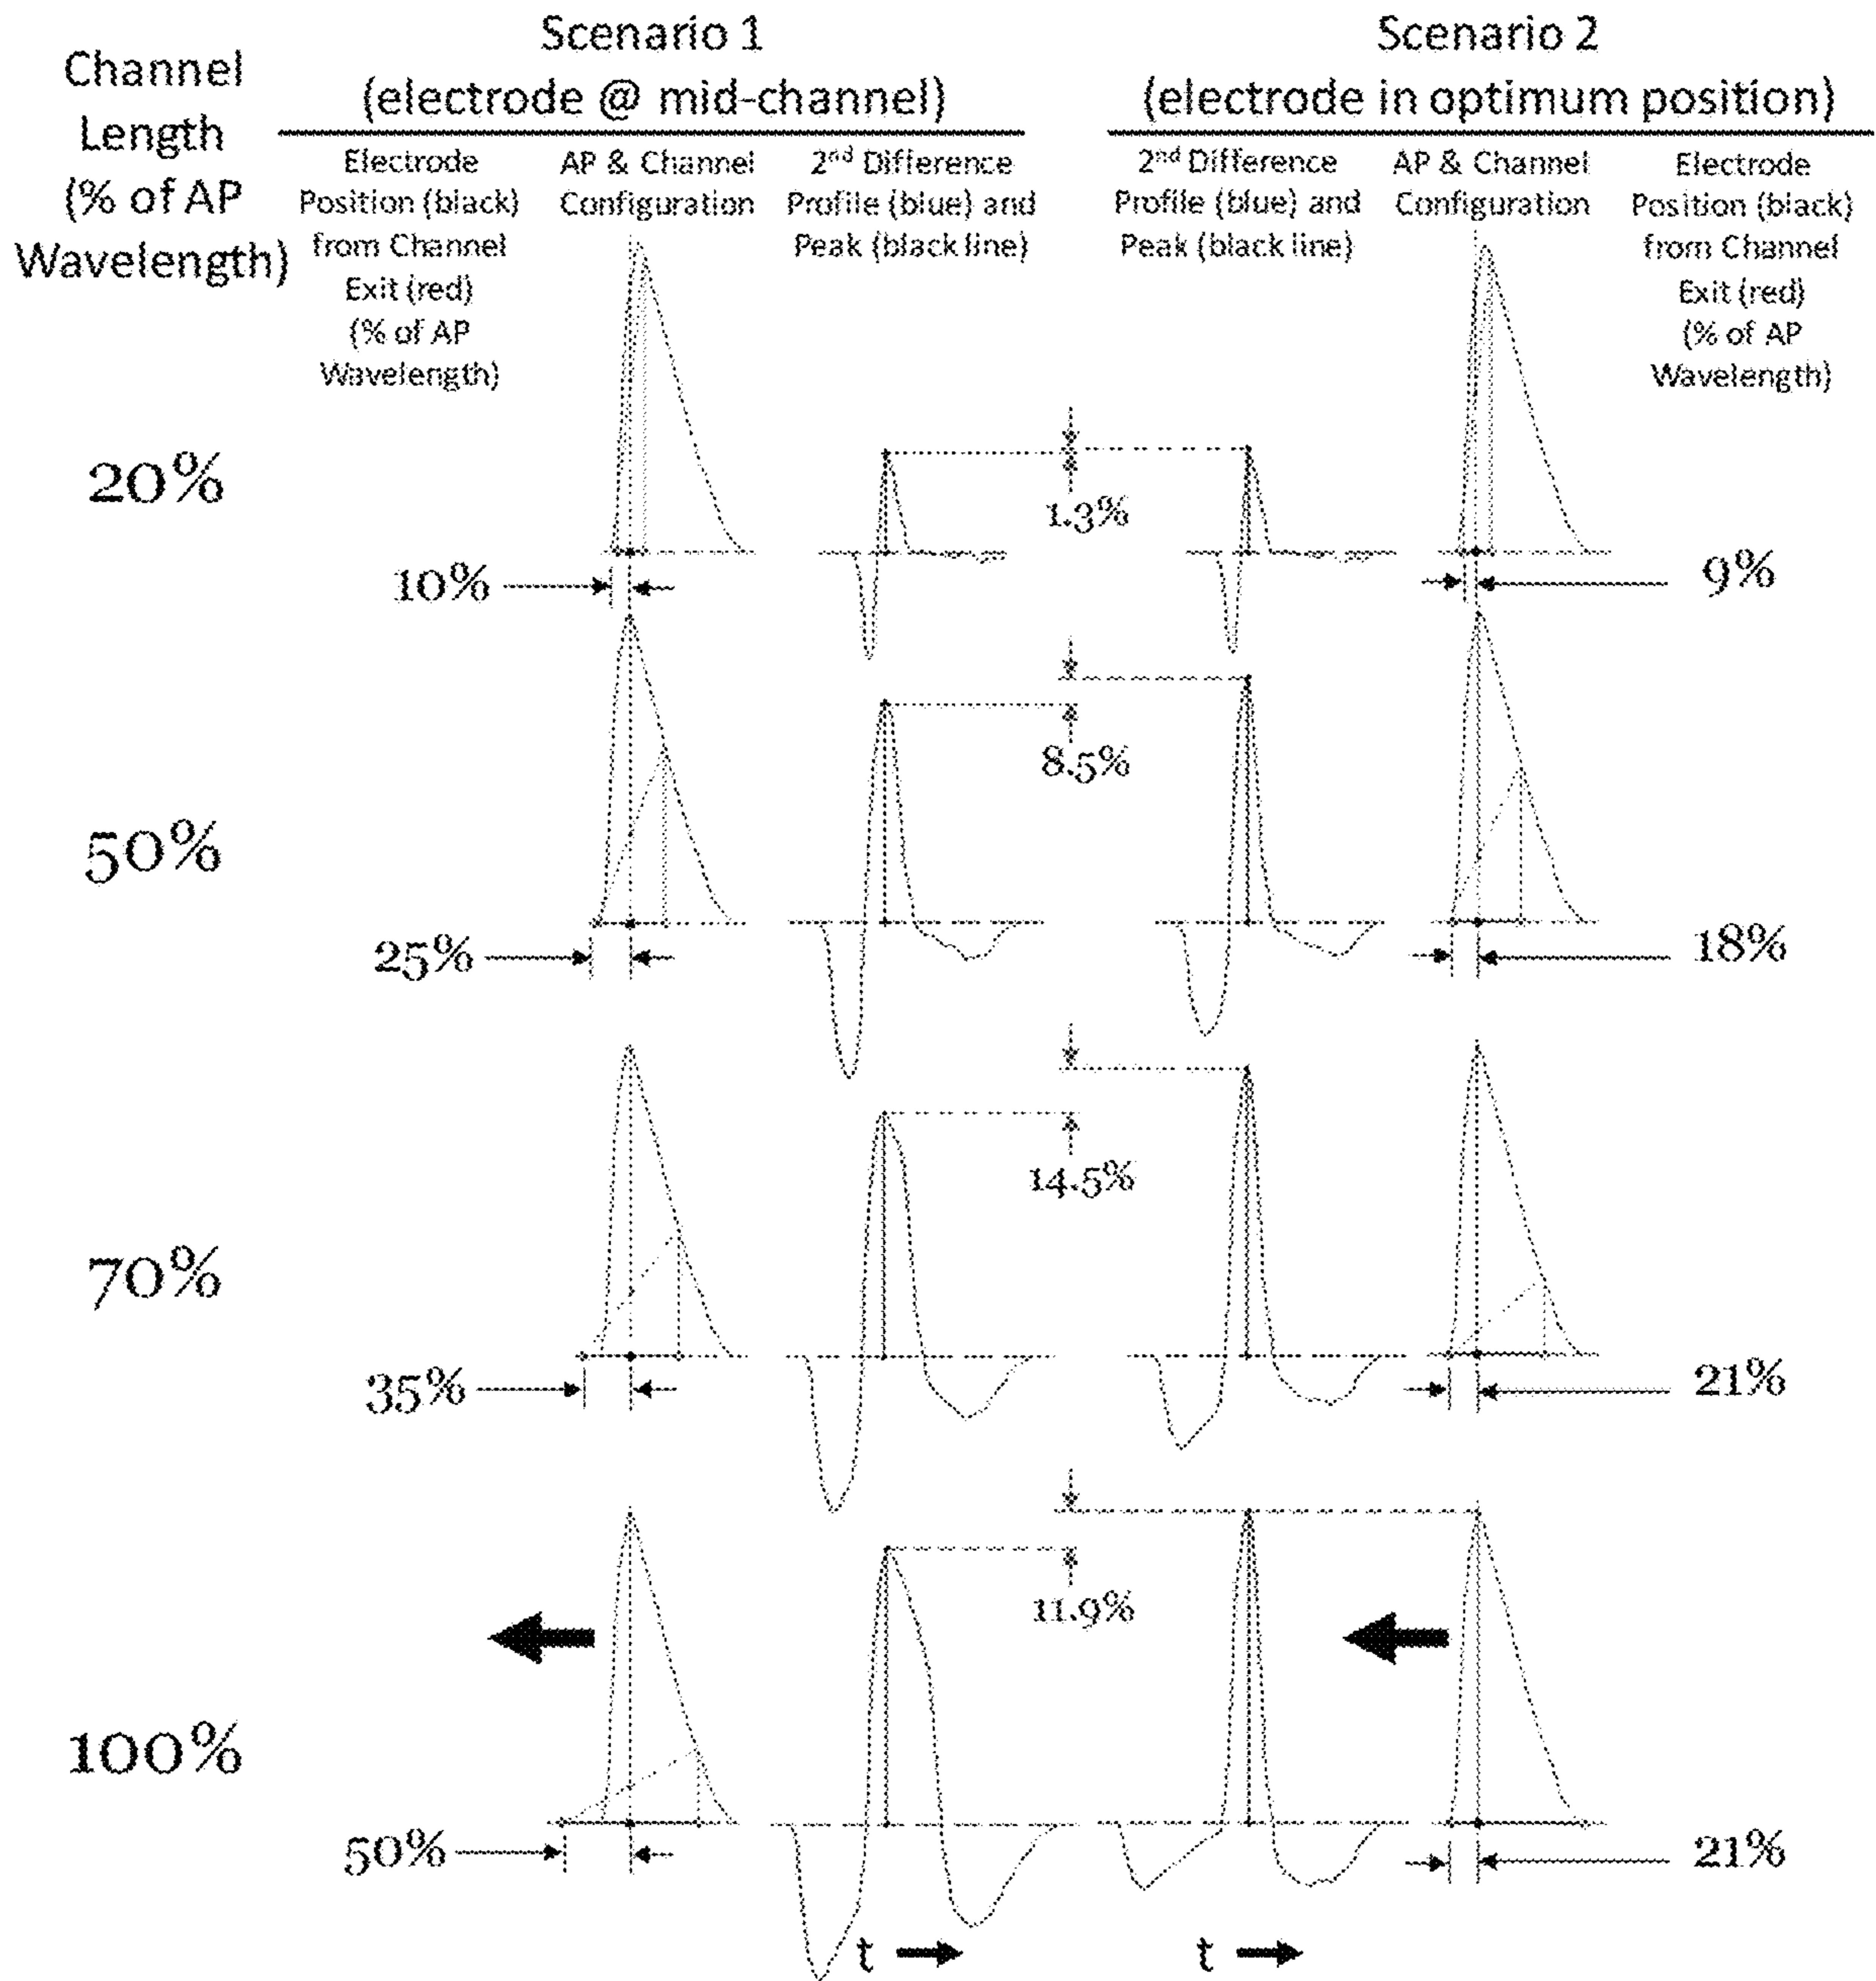 Channel
Length
(% of AP
Wavelength)
Scenario 1
(electrode @ mid-channel)
Electrode
Position (black)
from Channel
Exit (red)
(% of AP
Wavelength)
AP & Channel
Configuration
2nd Difference
Profile (blue) and
Peak (black line)
Scenario 2
(electrode in optimum position)
2nd Difference
Profile (blue) and
Peak (black line)
AP & Channel
Configuration
Electrode
Position (black)
from Channel
Exit (red)
(% of AP
Wavelength)
20%
1.3%
10%
9%
50%
8.5%
25%
18%
70%
14.5%
35%
21%
100%
11.9%
50%
21%
t
t